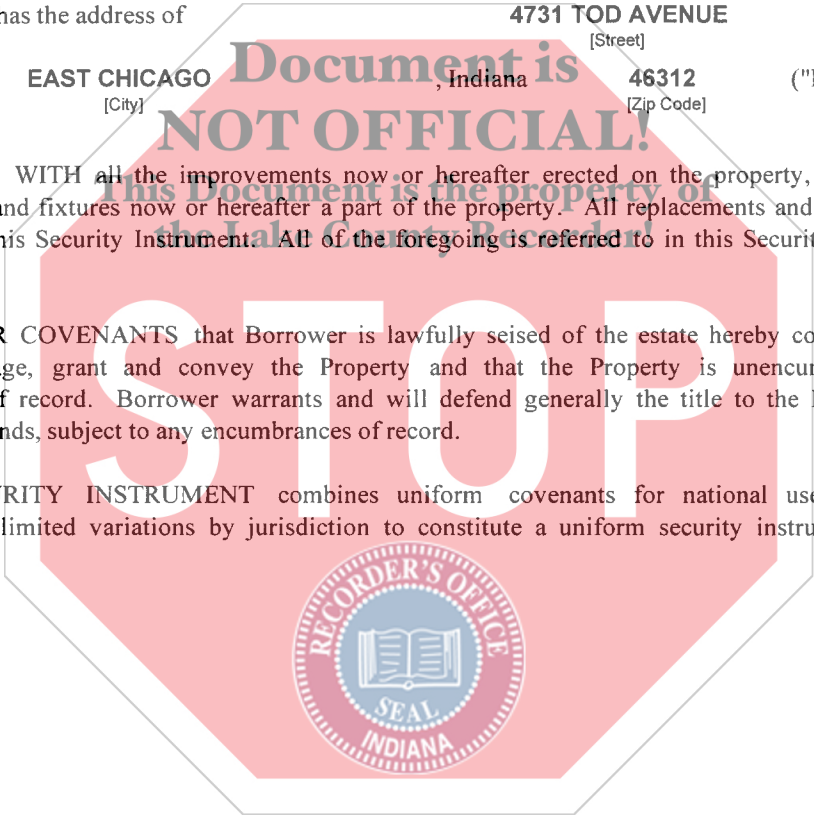 has the address of 4731 TOD AVENUE
[Street]
EAST CHICAGO , Indiana 46312 ("
[City] [Zip Code]
Document is
NOT OFFICIAL!
This Document is the property of
the Lake County Recorder!
WITH all the improvements now or hereafter erected on the property,
and fixtures now or hereafter a part of the property. All replacements and
his Security Instrument. All of the foregoing is referred to in this Securit
R COVENANTS that Borrower is lawfully seised of the estate hereby co
ge, grant and convey the Property and that the Property is unencum
f record. Borrower warrants and will defend generally the title to the
nds, subject to any encumbrances of record.
RITY INSTRUMENT combines uniform covenants for national use
limited variations by jurisdiction to constitute a uniform security instru
STOP
RECORDER'S OFFICE
SEAL
INDIANA